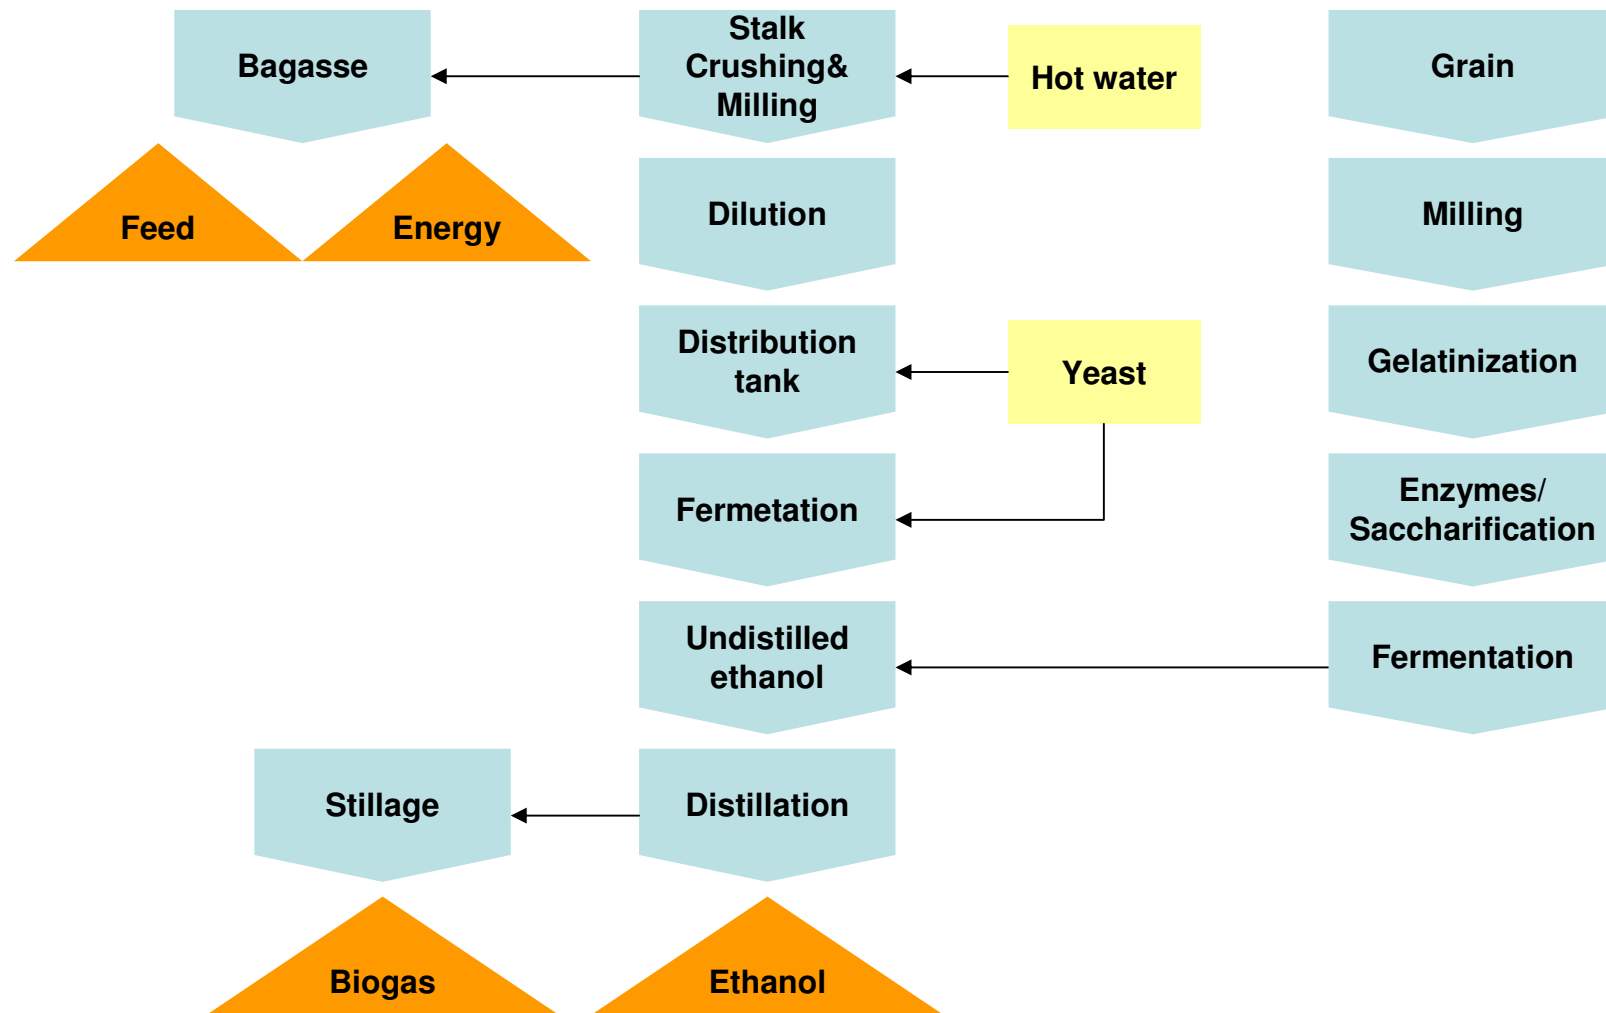 Bagasse
Stalk
Crushing&
Milling
Hot water
Grain
Feed
Energy
Dilution
Milling
Distribution
tank
Yeast
Gelatinization
Fermetation
Enzymes/
Saccharification
Undistilled
ethanol
Fermentation
Stillage
Distillation
Biogas
Ethanol